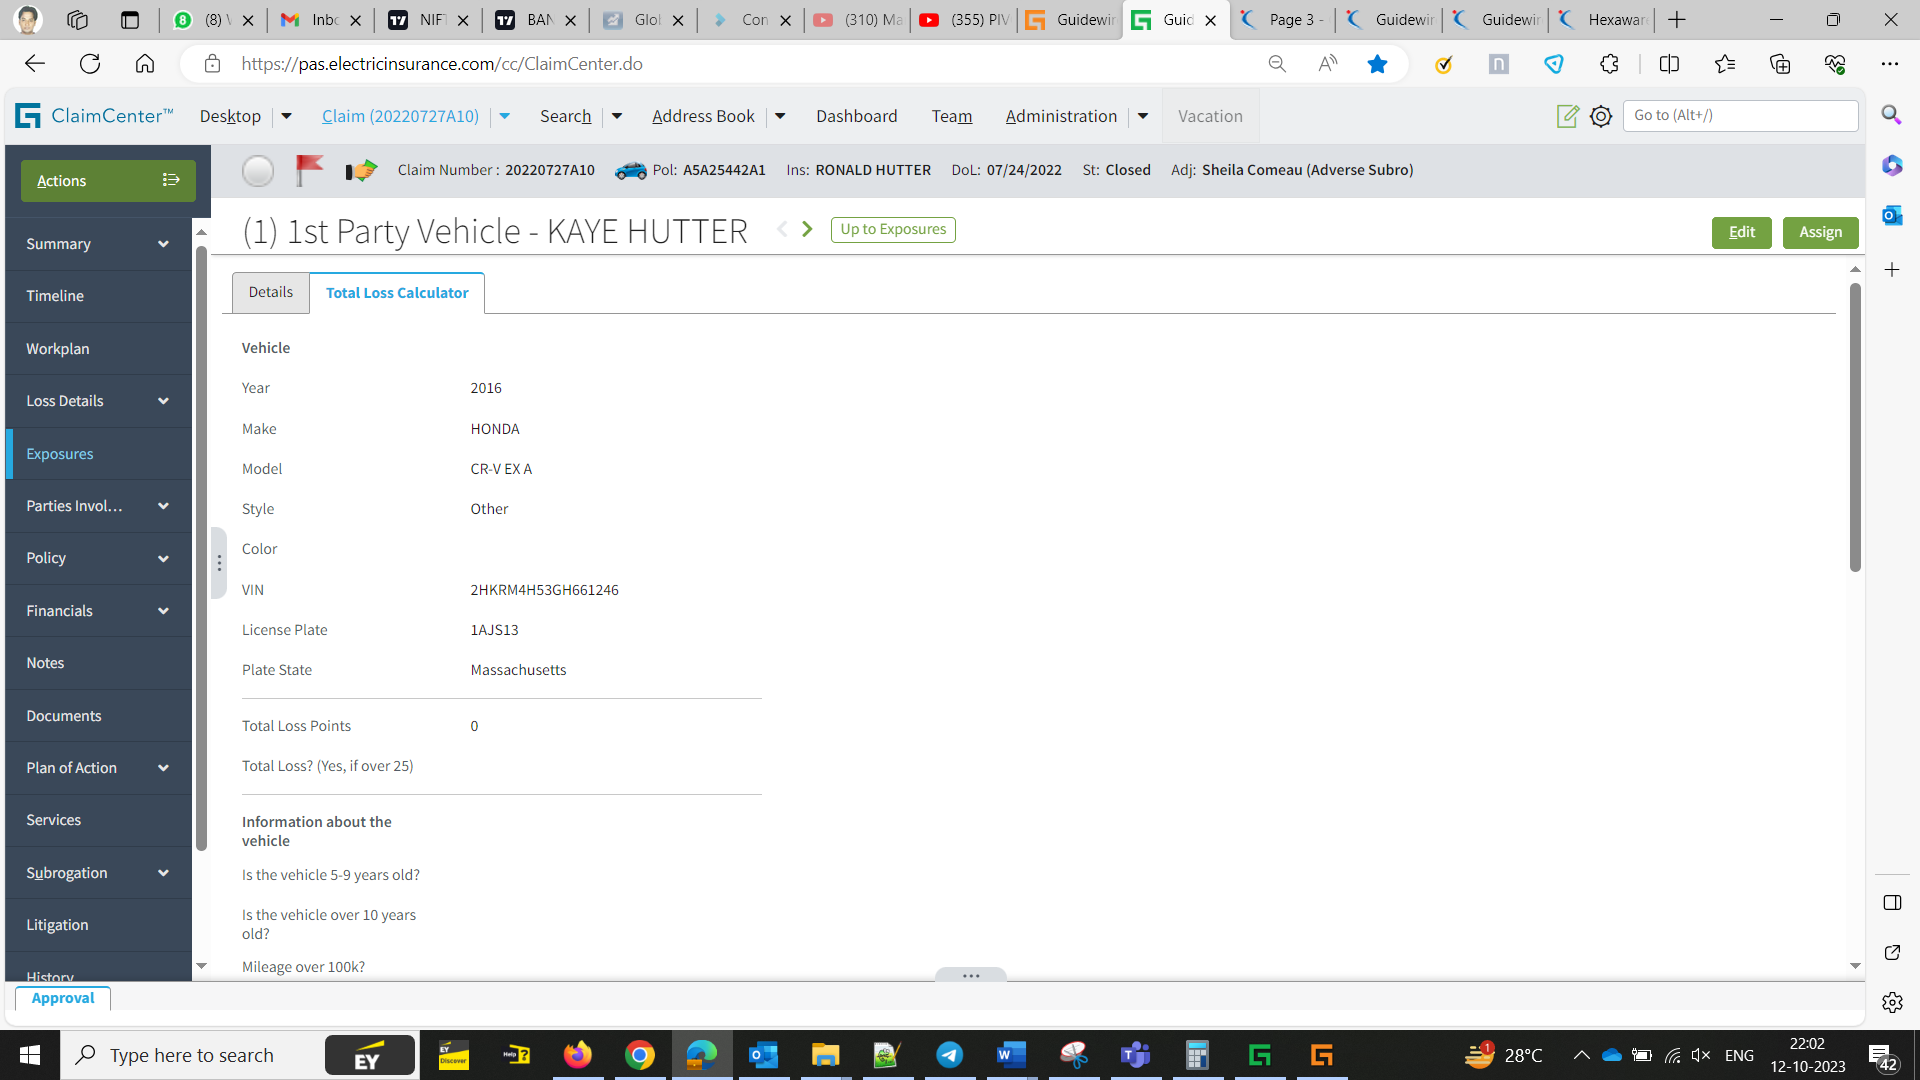 (8) W
Inbo
NIFT
BAN
Glob
Con
(310) Ma
(355) PIV
Guidewir
Guid
Page 3 -
Guidewir
Guidewir
Hexawar
https://pas.electricinsurance.com/cc/ClaimCenter.do
ClaimCenter™ Desktop Claim (20220727A10) Search Address Book Dashboard Team Administration Vacation Go to (Alt+/)
Actions
Claim Number : 20220727A10 Pol: A5A25442A1 Ins: RONALD HUTTER DoL: 07/24/2022 St: Closed Adj: Sheila Comeau (Adverse Subro)
(1) 1st Party Vehicle - KAYE HUTTER Up to Exposures Edit Assign
Summary
Timeline
Workplan
Loss Details
Exposures
Parties Invol...
Policy
Financials
Notes
Documents
Plan of Action
Services
Subrogation
Litigation
History
Details Total Loss Calculator
Vehicle
Year 2016
Make HONDA
Model CR-V EX A
Style Other
Color
VIN 2HKRM4H53GH661246
License Plate 1AJS13
Plate State Massachusetts
Total Loss Points 0
Total Loss? (Yes, if over 25)
Information about the
vehicle
Is the vehicle 5-9 years old?
Is the vehicle over 10 years
old?
Mileage over 100k?
Approval
Type here to search
EY
28°C
ENG
22:02
12-10-2023
42